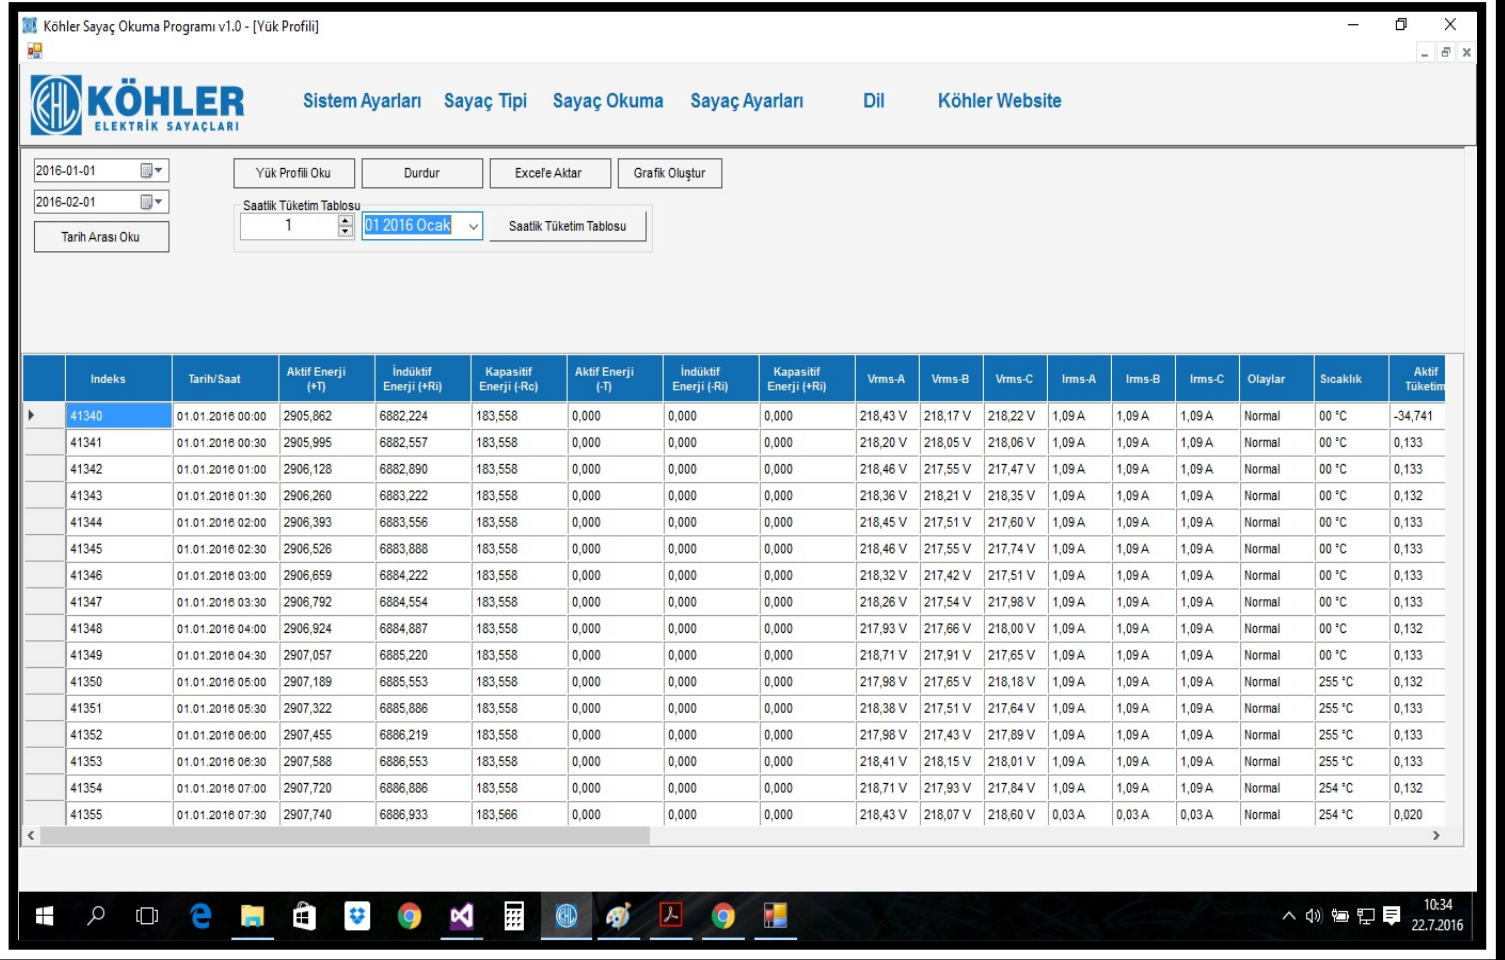 Köhler Sayaç Okuma Programı v1.0 - [Yük Profili]
KÖHLER
ELEKTRİK SAYAÇLARI
Sistem Ayarları Sayaç Tipi Sayaç Okuma Sayaç Ayarları Dil Köhler Website
2016-01-01
2016-02-01
Tarih Arası Oku
Yük Profili Oku Durdur Excel'e Aktar Grafik Oluştur
Saatlik Tüketim Tablosu
1 01 2016 Ocak Saatlik Tüketim Tablosu
Indeks Tarih/Saat Aktif Enerji (+T) İndüktif Enerji (+Ri) Kapasitif Enerji (-Rc) Aktif Enerji (-T) İndüktif Enerji (-Ri) Kapasitif Enerji (+Ri) Vrms-A Vrms-B Vrms-C Irms-A Irms-B Irms-C Olaylar Sıcaklık Aktif Tüketim
41340 01.01.2016 00:00 2905,862 6882,224 183,558 0,000 0,000 0,000 218,43 V 218,17 V 218,22 V 1,09 A 1,09 A 1,09 A Normal 00 °C -34,741
41341 01.01.2016 00:30 2905,995 6882,557 183,558 0,000 0,000 0,000 218,20 V 218,05 V 218,06 V 1,09 A 1,09 A 1,09 A Normal 00 °C 0,133
41342 01.01.2016 01:00 2906,128 6882,890 183,558 0,000 0,000 0,000 218,46 V 217,55 V 217,47 V 1,09 A 1,09 A 1,09 A Normal 00 °C 0,133
41343 01.01.2016 01:30 2906,260 6883,222 183,558 0,000 0,000 0,000 218,36 V 218,21 V 218,35 V 1,09 A 1,09 A 1,09 A Normal 00 °C 0,132
41344 01.01.2016 02:00 2906,393 6883,556 183,558 0,000 0,000 0,000 218,45 V 217,51 V 217,60 V 1,09 A 1,09 A 1,09 A Normal 00 °C 0,133
41345 01.01.2016 02:30 2906,526 6883,888 183,558 0,000 0,000 0,000 218,46 V 217,55 V 217,74 V 1,09 A 1,09 A 1,09 A Normal 00 °C 0,133
41346 01.01.2016 03:00 2906,659 6884,222 183,558 0,000 0,000 0,000 218,32 V 217,42 V 217,51 V 1,09 A 1,09 A 1,09 A Normal 00 °C 0,133
41347 01.01.2016 03:30 2906,792 6884,554 183,558 0,000 0,000 0,000 218,26 V 217,54 V 217,98 V 1,09 A 1,09 A 1,09 A Normal 00 °C 0,133
41348 01.01.2016 04:00 2906,924 6884,887 183,558 0,000 0,000 0,000 217,93 V 217,66 V 218,00 V 1,09 A 1,09 A 1,09 A Normal 00 °C 0,132
41349 01.01.2016 04:30 2907,057 6885,220 183,558 0,000 0,000 0,000 218,71 V 217,91 V 217,65 V 1,09 A 1,09 A 1,09 A Normal 00 °C 0,133
41350 01.01.2016 05:00 2907,189 6885,553 183,558 0,000 0,000 0,000 217,98 V 217,65 V 218,18 V 1,09 A 1,09 A 1,09 A Normal 255 °C 0,132
41351 01.01.2016 05:30 2907,322 6885,886 183,558 0,000 0,000 0,000 218,38 V 217,51 V 217,64 V 1,09 A 1,09 A 1,09 A Normal 255 °C 0,133
41352 01.01.2016 06:00 2907,455 6886,219 183,558 0,000 0,000 0,000 217,98 V 217,43 V 217,89 V 1,09 A 1,09 A 1,09 A Normal 255 °C 0,133
41353 01.01.2016 06:30 2907,588 6886,553 183,558 0,000 0,000 0,000 218,41 V 218,15 V 218,01 V 1,09 A 1,09 A 1,09 A Normal 255 °C 0,133
41354 01.01.2016 07:00 2907,720 6886,886 183,558 0,000 0,000 0,000 218,71 V 217,93 V 217,84 V 1,09 A 1,09 A 1,09 A Normal 254 °C 0,132
41355 01.01.2016 07:30 2907,740 6886,933 183,566 0,000 0,000 0,000 218,43 V 218,07 V 218,60 V 0,03 A 0,03 A 0,03 A Normal 254 °C 0,020
10:34
22.7.2016